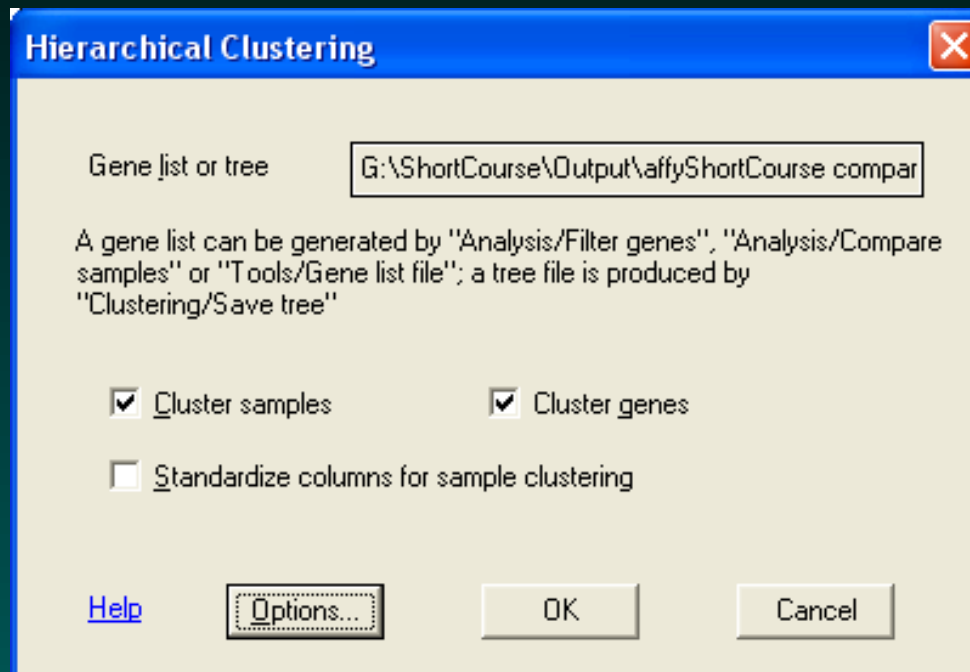 Hierarchical Clustering
Gene list or tree
G:\ShortCourse\Output\affyShortCourse compar
A gene list can be generated by "Analysis/Filter genes", "Analysis/Compare
samples" or "Tools/Gene list file"; a tree file is produced by
"Clustering/Save tree"
Cluster samples
Cluster genes
Standardize columns for sample clustering
Help
Options...
OK
Cancel